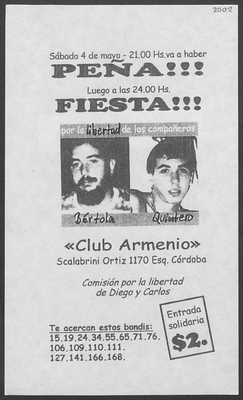 2002
Sábado 4 de mayo - 21.00 Hs. va a haber
PEÑA!!!
Luego a las 24.00 Hs.
FIESTA!!!
por la libertad de los compañeros
Bértola
Quintero
«Club Armenio»
Scalabrini Ortiz 1170 Esq. Córdoba
Comisión por la libertad
de Diego y Carlos
Entrada
solidaria
$2.
Te acercan estos bondis:
15.19.24.34.55.65.71.76.
106.109.110.111.
127.141.166.168.